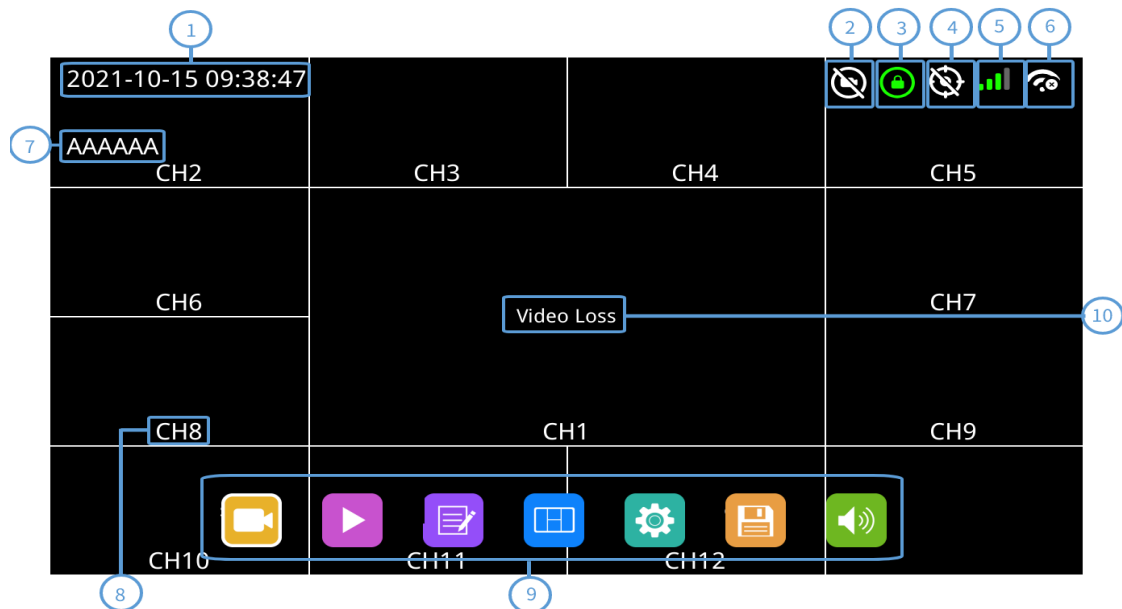 1 2 3 4 5 6
2021-10-15 09:38:47
7 AAAAAA
CH2 CH3 CH4 CH5
CH6 CH7
Video Loss 10
CH8 CH1 CH9
CH10 CH11 CH12
8 9